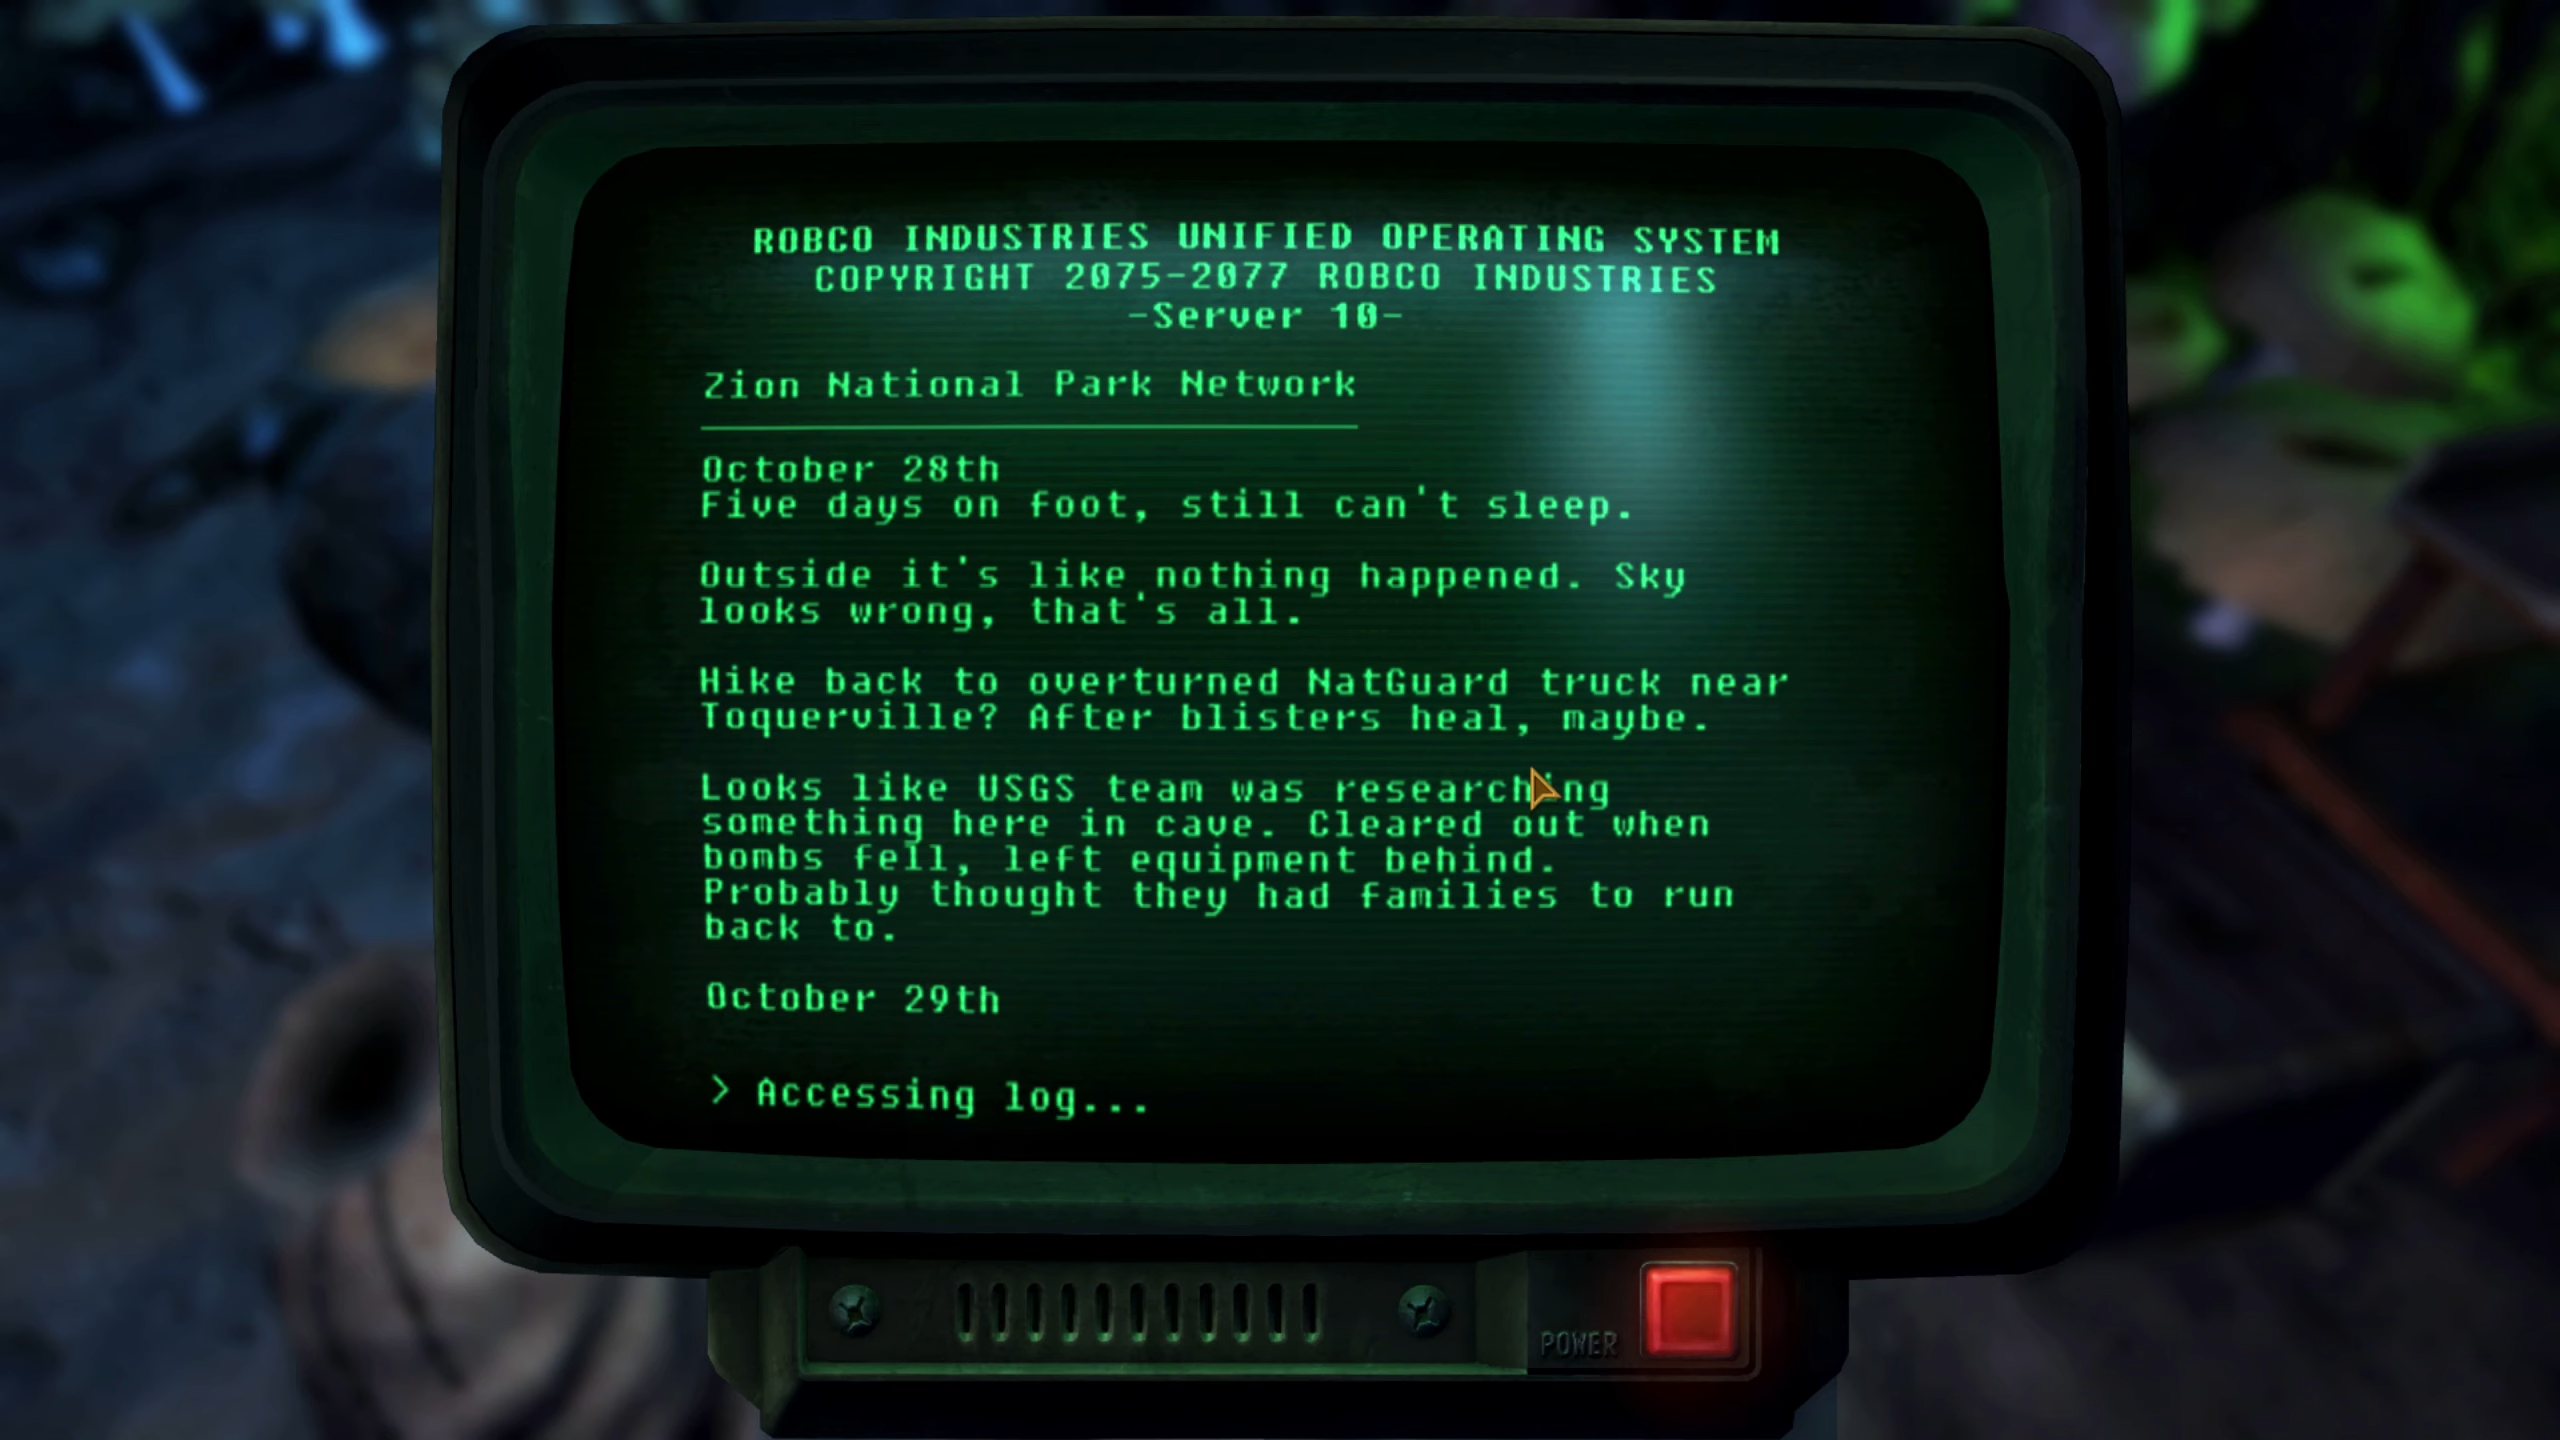 ROBCO INDUSTRIES UNIFIED OPERATING SYSTEM
COPYRIGHT 2075-2077 ROBCO INDUSTRIES
-Server 10-
Zion National Park Network
October 28th
Five days on foot, still can't sleep.
Outside it's like nothing happened. Sky
looks wrong, that's all.
Hike back to overturned NatGuard truck near
Toquerville? After blisters heal, maybe.
Looks like USGS team was researching
something here in cave. Cleared out when
bombs fell, left equipment behind.
Probably thought they had families to run
back to.
October 29th
> Accessing log...
POWER